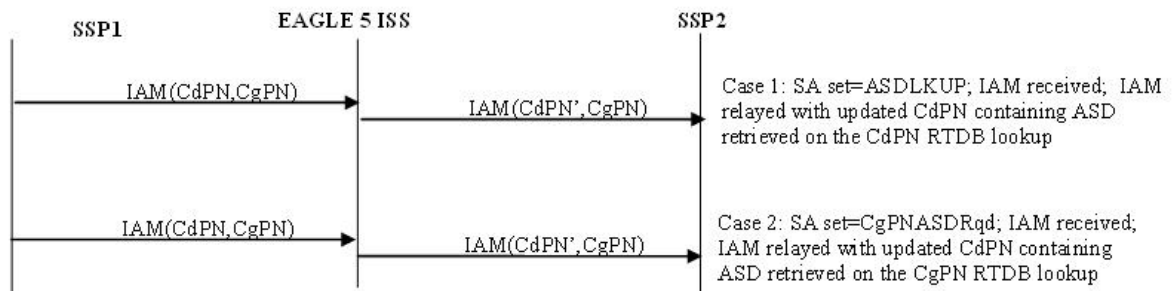 SSP1
EAGLE 5 ISS
SSP2
IAM(CdPN,CgPN)
IAM(CdPN’,CgPN)
Case 1: SA set=ASDLKUP; IAM received; IAM
relayed with updated CdPN containing ASD
retrieved on the CdPN RTDB lookup
IAM(CdPN,CgPN)
IAM(CdPN’,CgPN)
Case 2: SA set=CgPNASDRqd; IAM received;
IAM relayed with updated CdPN containing
ASD retrieved on the CgPN RTDB lookup